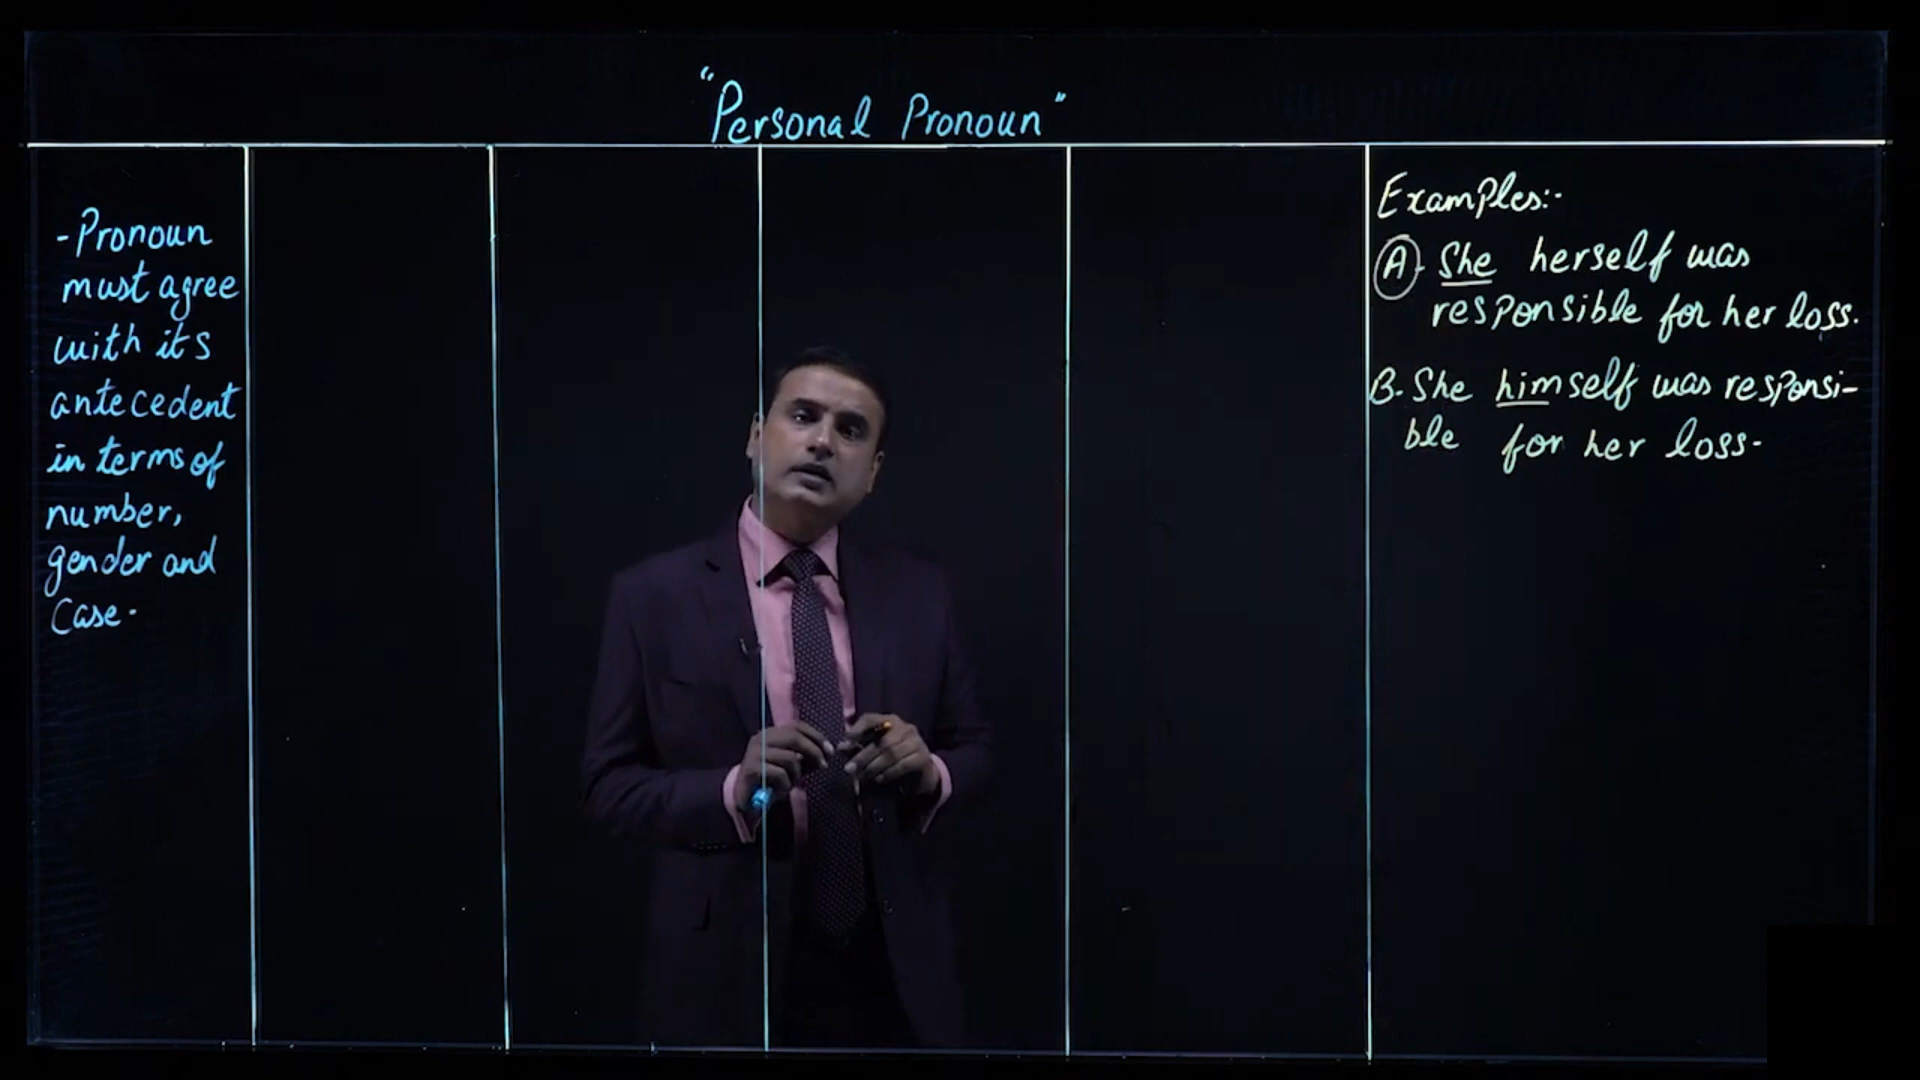 "Personal Pronoun"
-Pronoun
must agree
with its
antecedent
in terms of
number,
gender and
Case.
Examples:-
A. She herself was
responsible for her loss.
B. She himself was responsi-
ble for her loss.